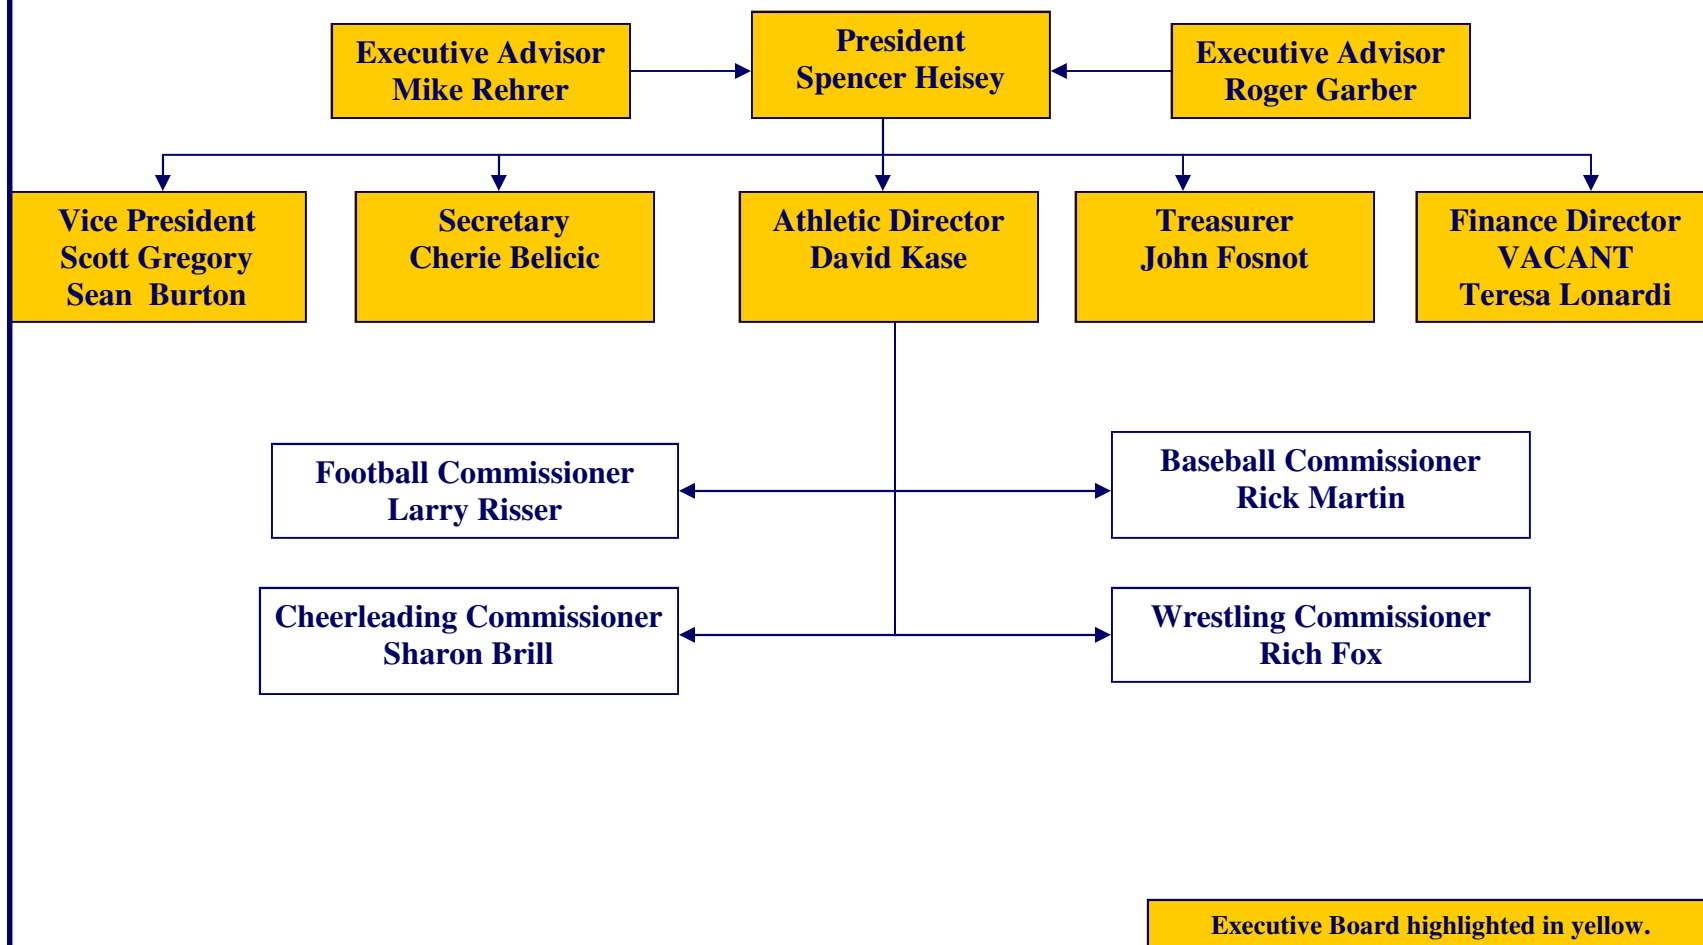 Executive Advisor
Mike Rehrer
President
Spencer Heisey
Executive Advisor
Roger Garber
Vice President
Scott Gregory
Sean  Burton
Secretary
Cherie Belicic
Athletic Director
David Kase
Treasurer
John Fosnot
Finance Director
VACANT
Teresa Lonardi
Football Commissioner
Larry Risser
Baseball Commissioner
Rick Martin
Cheerleading Commissioner
Sharon Brill
Wrestling Commissioner
Rich Fox
Executive Board highlighted in yellow.